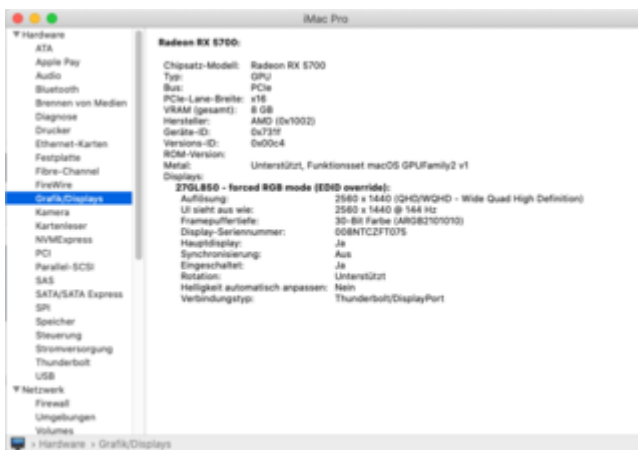 iMac Pro
Hardware
ATA
Apple Pay
Audio
Bluetooth
Brennen von Medien
Diagnose
Drucker
Ethernet-Karten
Festplatte
Fibre-Channel
FireWire
Grafik/Displays
Kamera
Kartenleser
NVMExpress
PCI
Parallel-SCSI
SAS
SATA/SATA Express
SPI
Speicher
Steuerung
Stromversorgung
Thunderbolt
USB
Netzwerk
Firewall
Umgebungen
Volumes
Radeon RX 5700:
Chipsatz-Modell: Radeon RX 5700
Typ: GPU
Bus: PCIe
PCIe-Lane-Breite: x16
VRAM (gesamt): 8 GB
Hersteller: AMD (0x1002)
Geräte-ID: 0x731f
Versions-ID: 0x00c4
ROM-Version:
Metal: Unterstützt, Funktionsset macOS GPUFamily2 v1
Displays:
27GL850 - forced RGB mode (EDID override):
Auflösung: 2560 x 1440 (QHD/WQHD - Wide Quad High Definition)
UI sieht aus wie: 2560 x 1440 @ 144 Hz
Framepuffertiefe: 30-Bit Farbe (ARGB2101010)
Display-Seriennummer: 008NTCZFT075
Hauptdisplay: Ja
Synchronisierung: Aus
Eingeschaltet: Ja
Rotation: Unterstützt
Helligkeit automatisch anpassen: Nein
Verbindungstyp: Thunderbolt/DisplayPort
› Hardware › Grafik/Displays